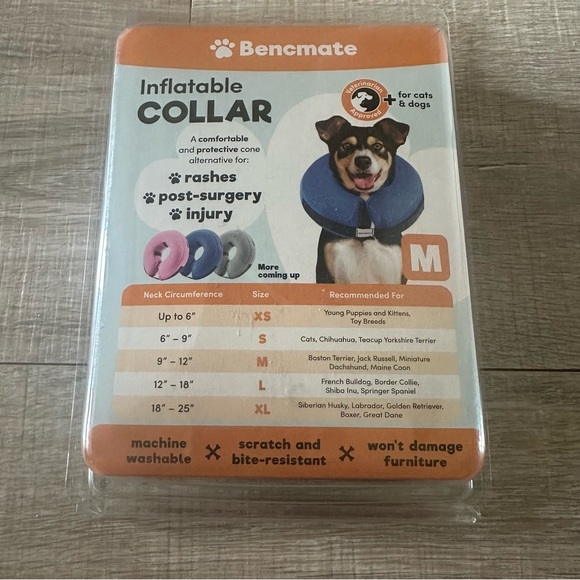 Bencmate
Inflatable
COLLAR
Veterinarian
Approved
+ for cats
& dogs
A comfortable
and protective cone
alternative for:
rashes
post-surgery
injury
More
coming up
M
Neck Circumference Size Recommended For
Up to 6" XS Young Puppies and Kittens,
Toy Breeds
6" – 9" S Cats, Chihuahua, Teacup Yorkshire Terrier
9" – 12" M Boston Terrier, Jack Russell, Miniature
Dachshund, Maine Coon
12" – 18" L French Bulldog, Border Collie,
Shiba Inu, Springer Spaniel
18" – 25" XL Siberian Husky, Labrador, Golden Retriever,
Boxer, Great Dane
machine
washable
scratch and
bite-resistant
won't damage
furniture